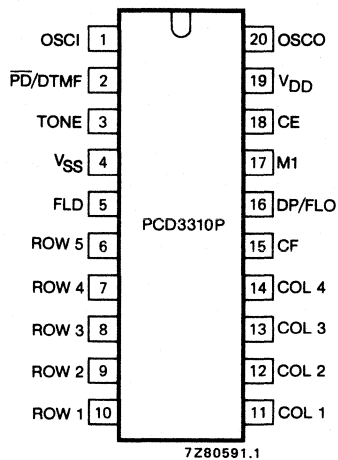 OSCI 1 20 OSCO
PD/DTMF 2 19 VDD
TONE 3 18 CE
VSS 4 17 M1
FLD 5 16 DP/FLO
PCD3310P
ROW 5 6 15 CF
ROW 4 7 14 COL 4
ROW 3 8 13 COL 3
ROW 2 9 12 COL 2
ROW 1 10 11 COL 1
7Z80591.1